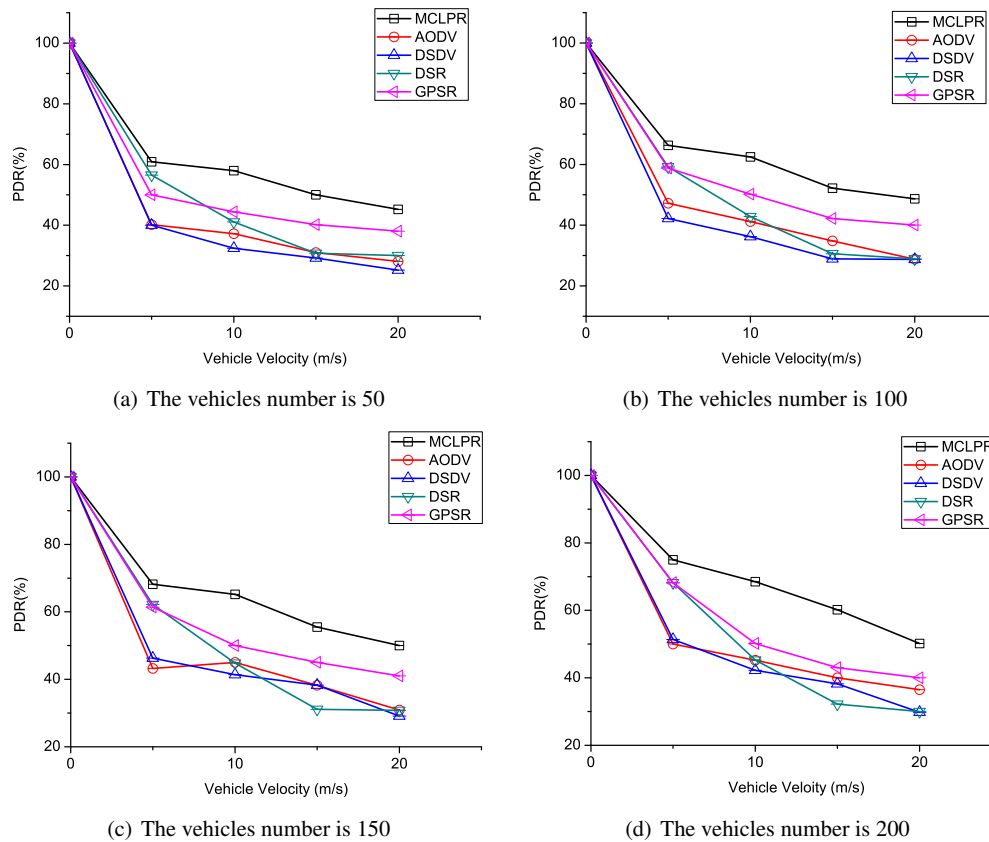 MCLPR
AODV
DSDV
DSR
GPSR
100
80
60
40
20
PDR(%)
0
10
20
Vehicle Velocity (m/s)
(a) The vehicles number is 50
MCLPR
AODV
DSDV
DSR
GPSR
100
80
60
40
20
PDR(%)
0
10
20
Vehicle Velocity(m/s)
(b) The vehicles number is 100
MCLPR
AODV
DSDV
DSR
GPSR
100
80
60
40
20
PDR(%)
0
10
20
Vehicle Velocity (m/s)
(c) The vehicles number is 150
MCLPR
AODV
DSDV
DSR
GPSR
100
80
60
40
20
PDR(%)
0
10
20
Vehicle Velocity (m/s)
(d) The vehicles number is 200